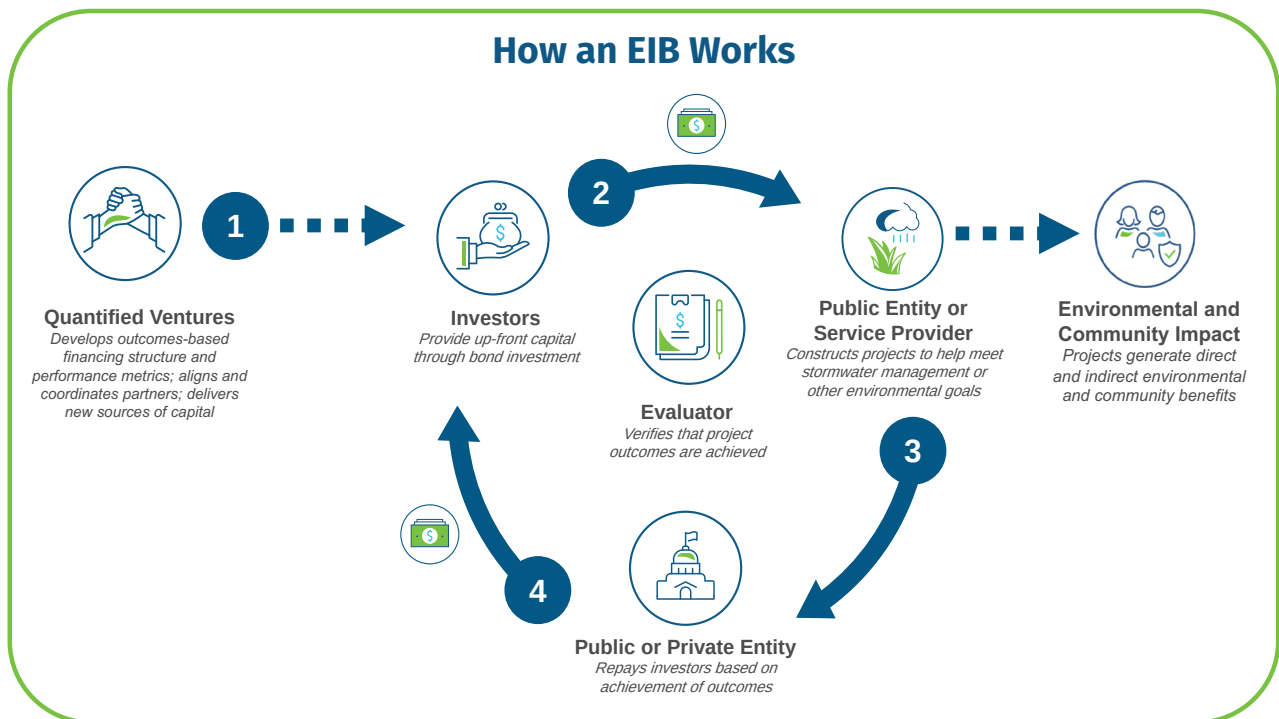 How an EIB Works
1
Quantified Ventures
Develops outcomes-based
financing structure and
performance metrics; aligns and
coordinates partners; delivers
new sources of capital
$
Investors
Provide up-front capital
through bond investment
2
$
$
Evaluator
Verifies that project
outcomes are achieved
Public Entity or
Service Provider
Constructs projects to help meet
stormwater management or
other environmental goals
Environmental and
Community Impact
Projects generate direct
and indirect environmental
and community benefits
3
Public or Private Entity
Repays investors based on
achievement of outcomes
4
$